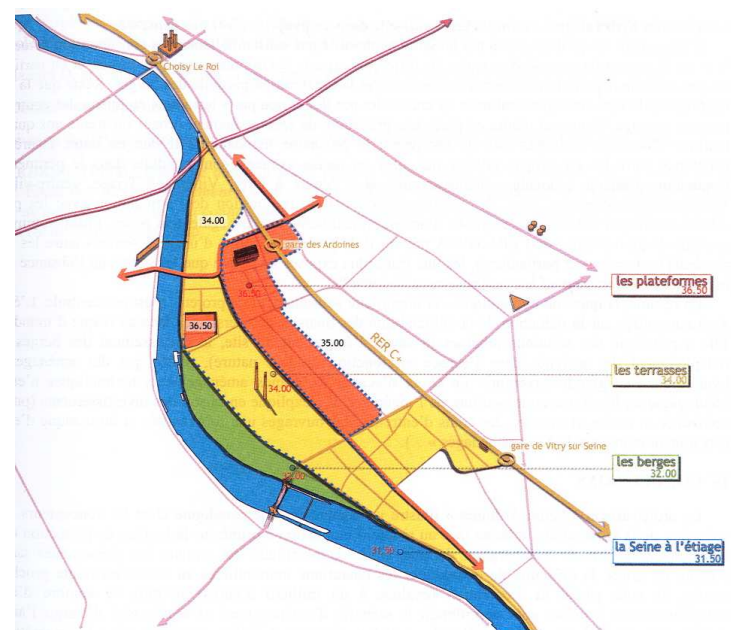 Choisy Le Roi
34.00
gare des Ardoines
36.50
les plateformes
36.50
36.50
35.00
RER C
les terrasses
34.00
34.00
gare de Vitry sur Seine
les berges
32.00
32.00
31.50
la Seine à l'étiage
31.50